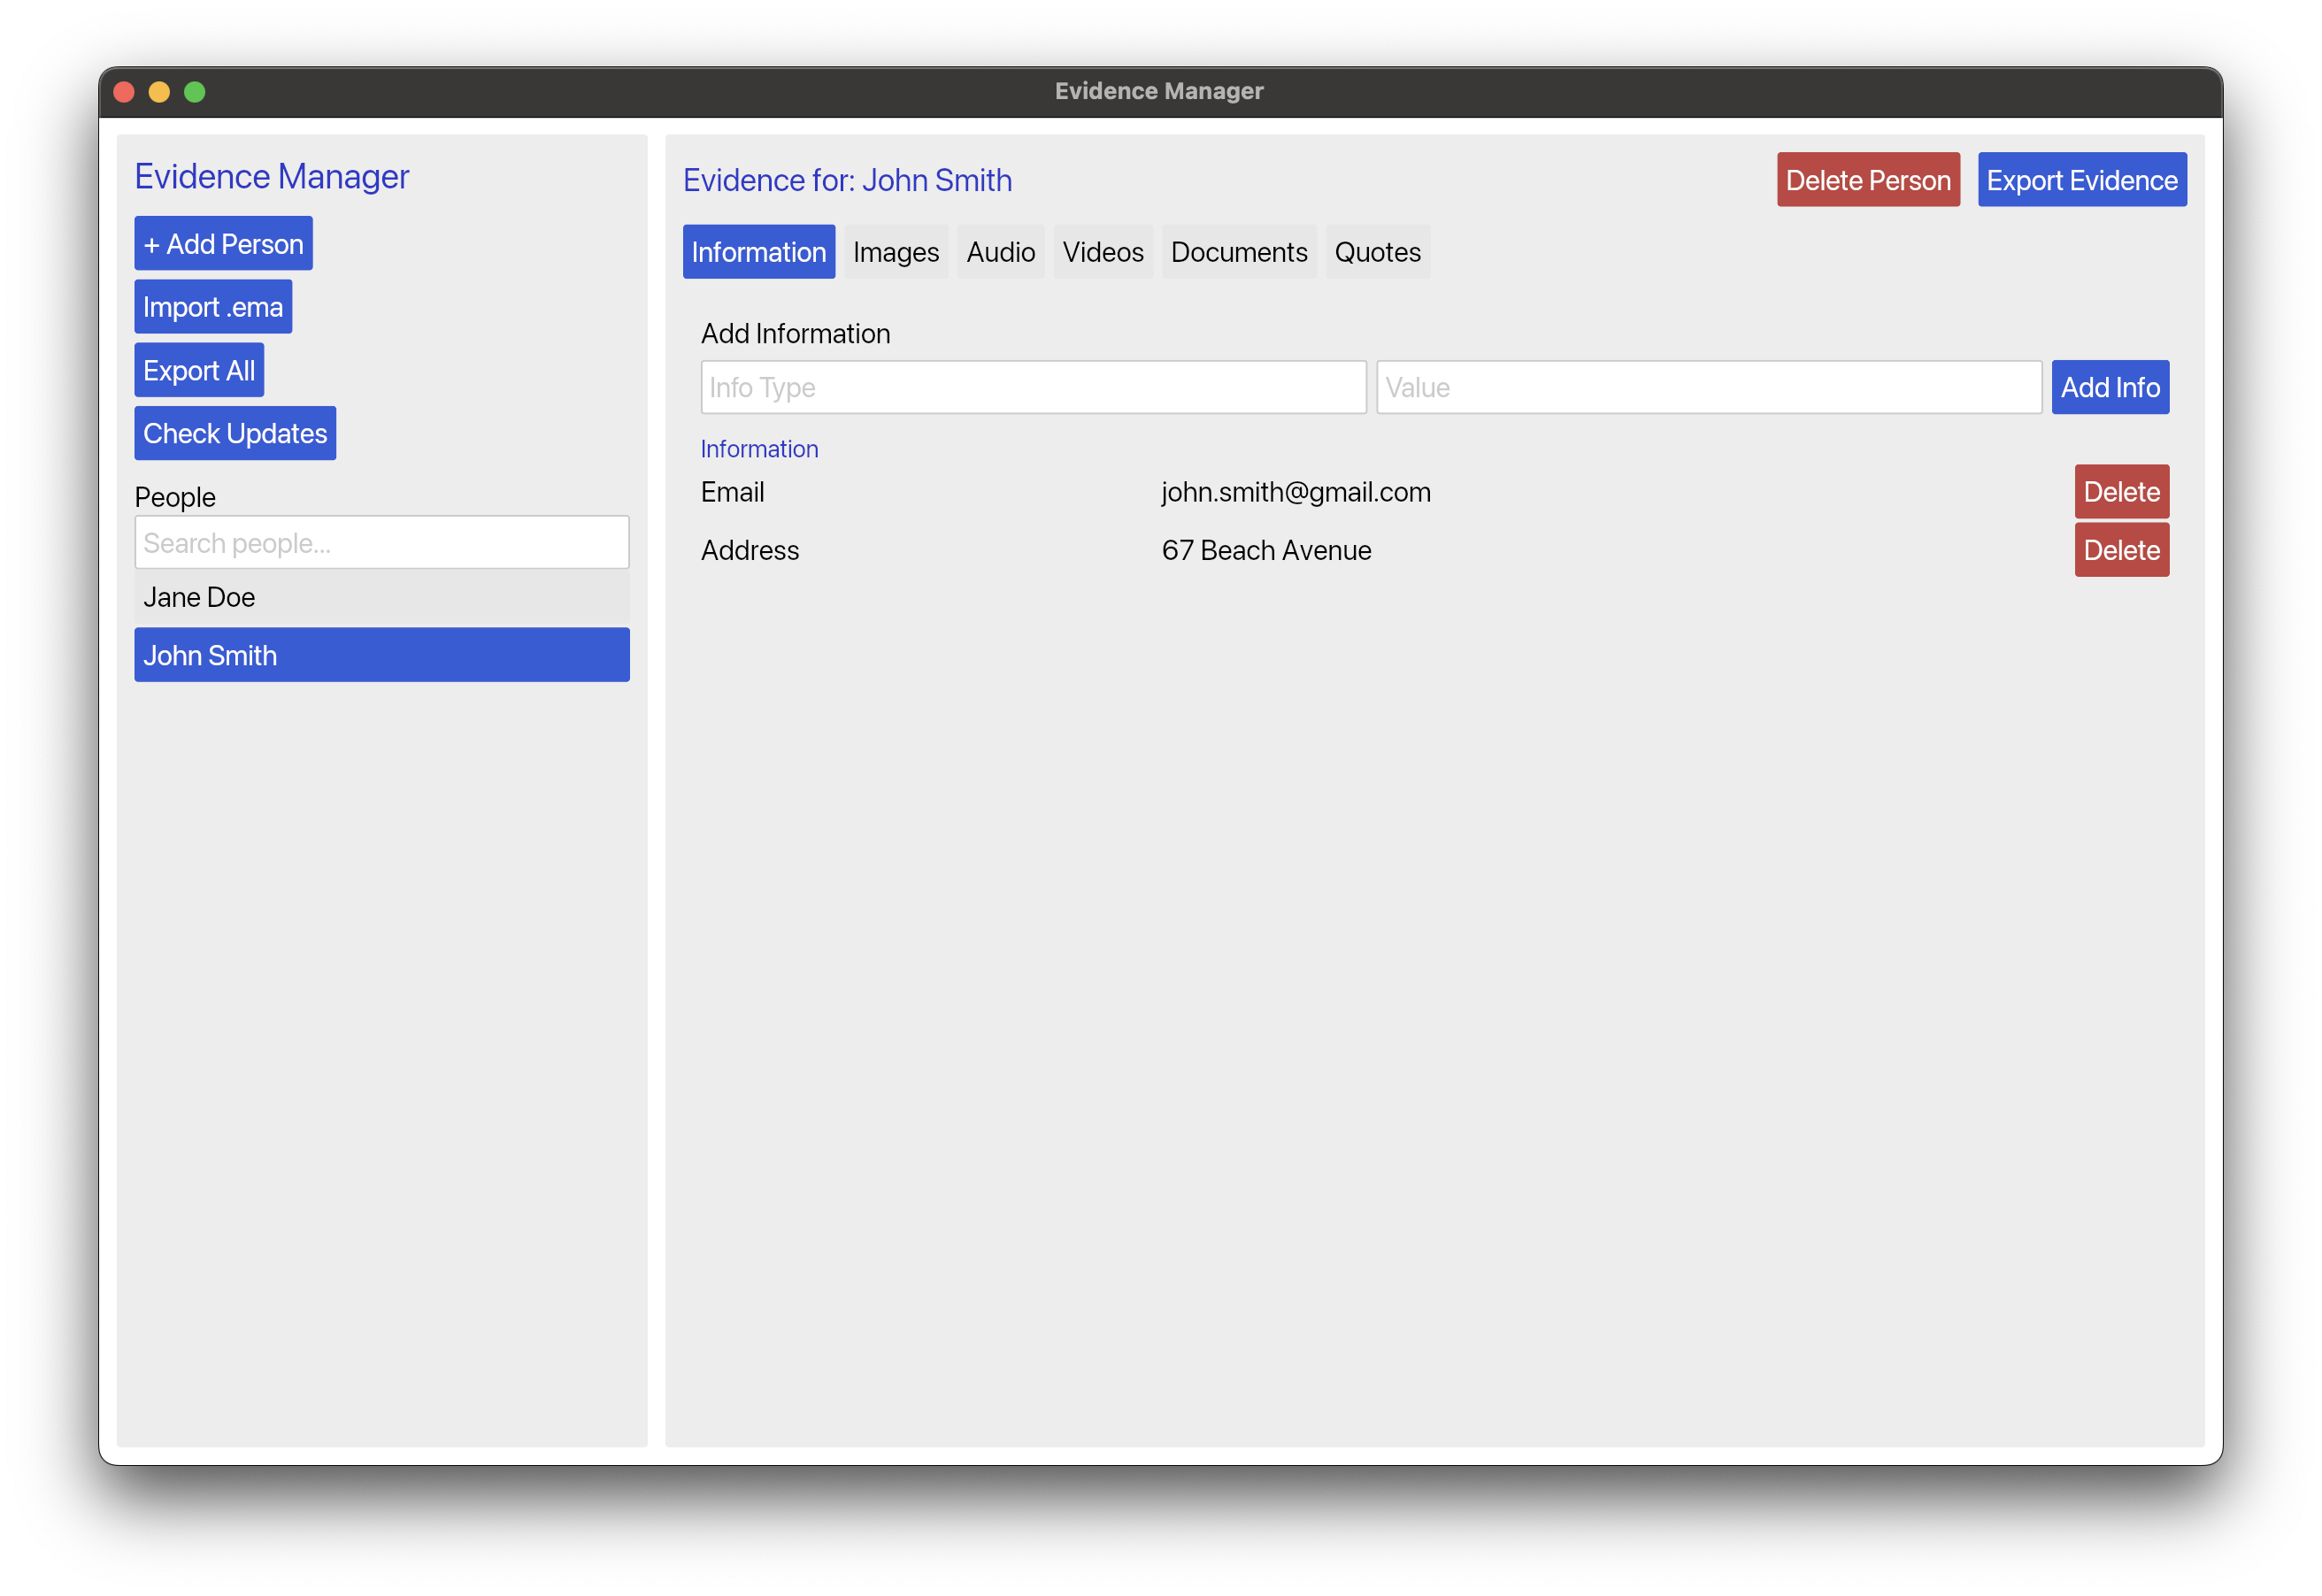 Evidence Manager
Evidence Manager
+ Add Person
Import .ema
Export All
Check Updates
People
Search people...
Jane Doe
John Smith
Evidence for: John Smith
Delete Person Export Evidence
Information Images Audio Videos Documents Quotes
Add Information
Info Type Value Add Info
Information
Email john.smith@gmail.com Delete
Address 67 Beach Avenue Delete